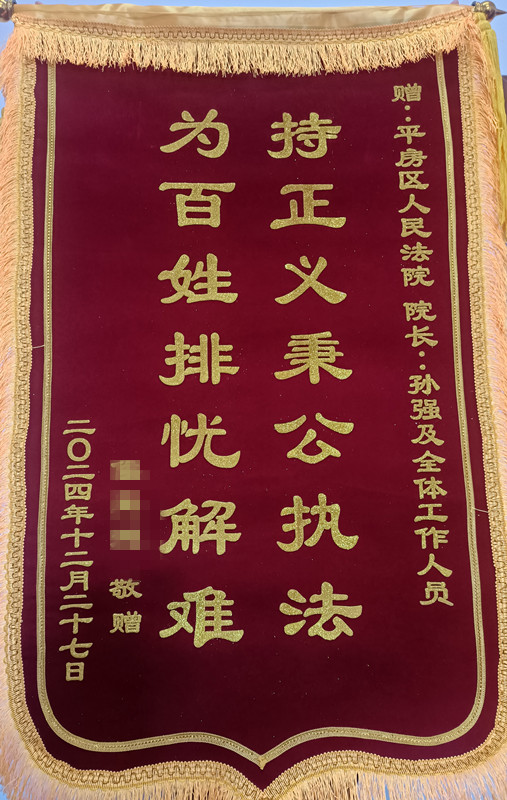 赠：平房区人民法院 院长：孙强及全体工作人员
持正义秉公执法
为百姓排忧解难
敬赠
二〇二四年十二月二十七日